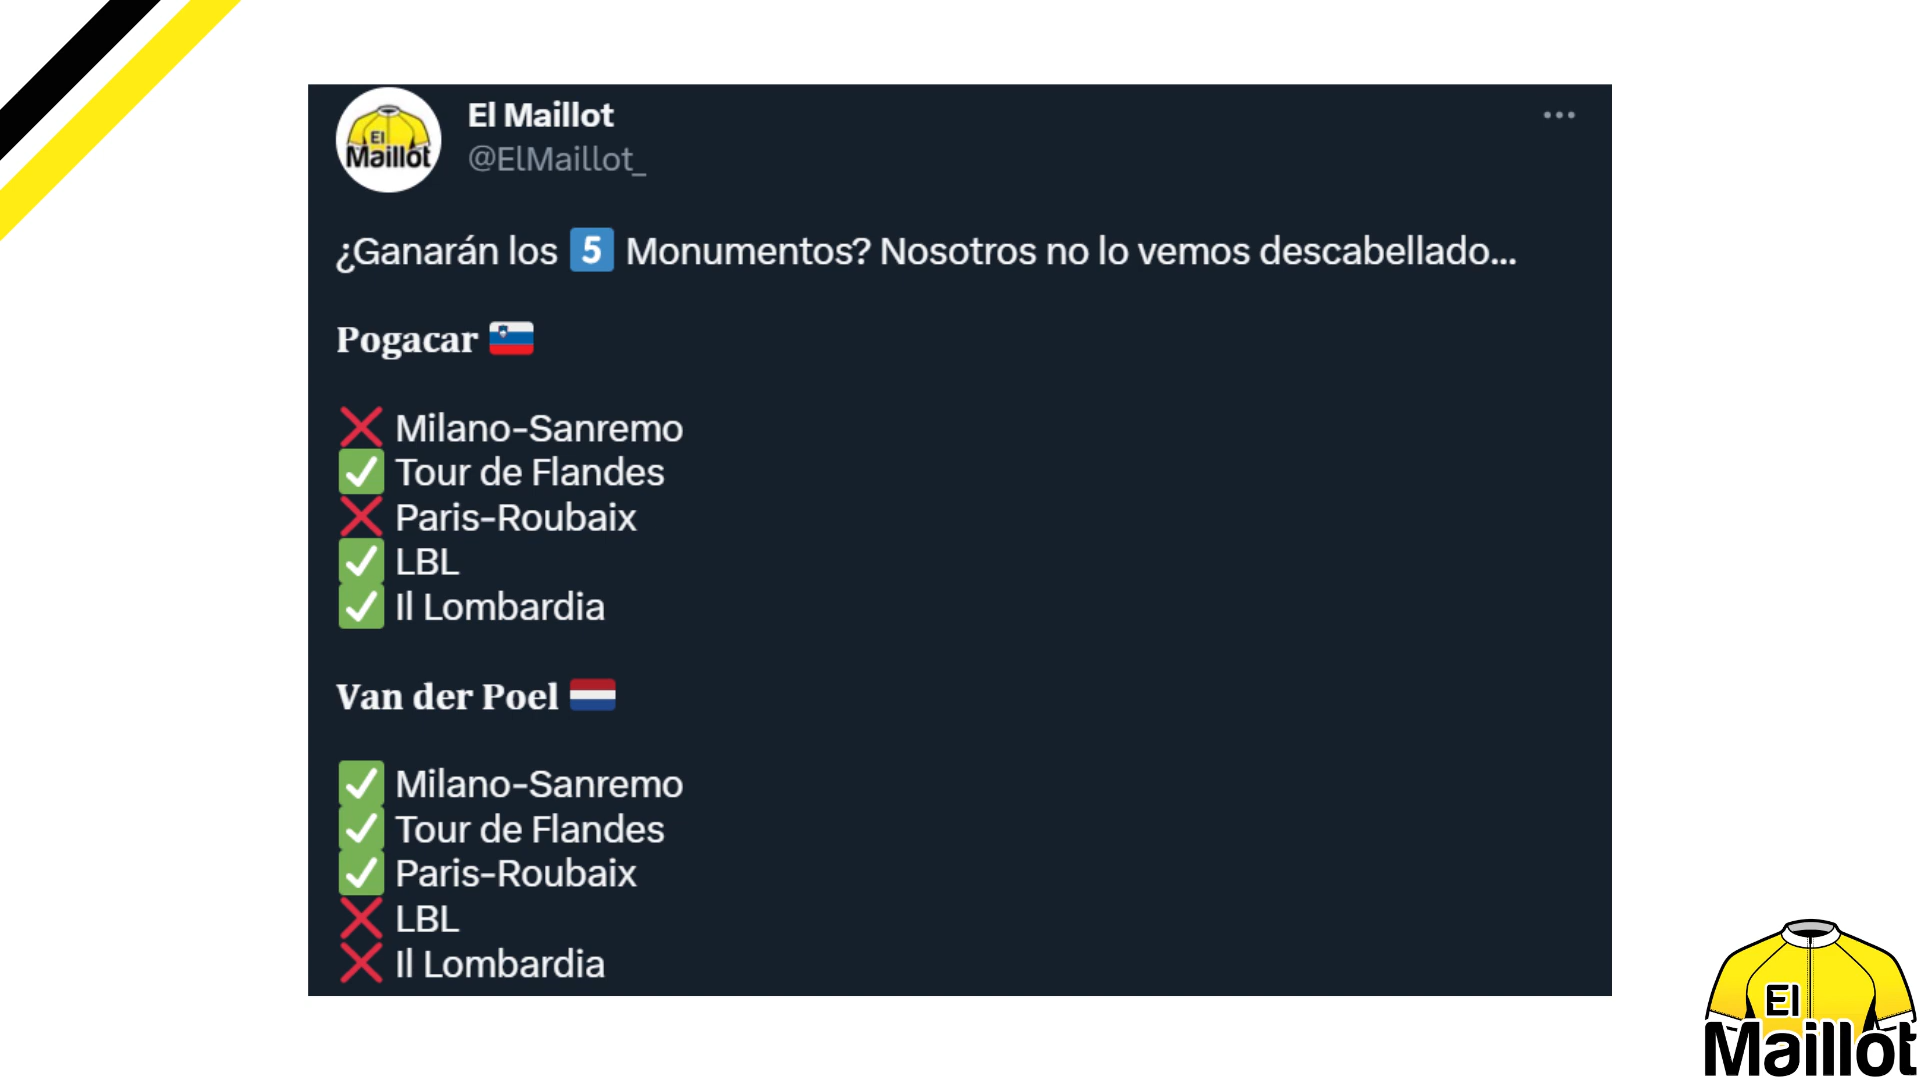 El
Maillot
El Maillot
@ElMaillot_
¿Ganarán los 5 Monumentos? Nosotros no lo vemos descabellado...
Pogacar
Milano-Sanremo
Tour de Flandes
Paris-Roubaix
LBL
Il Lombardia
Van der Poel
Milano-Sanremo
Tour de Flandes
Paris-Roubaix
LBL
Il Lombardia
El
Maillot